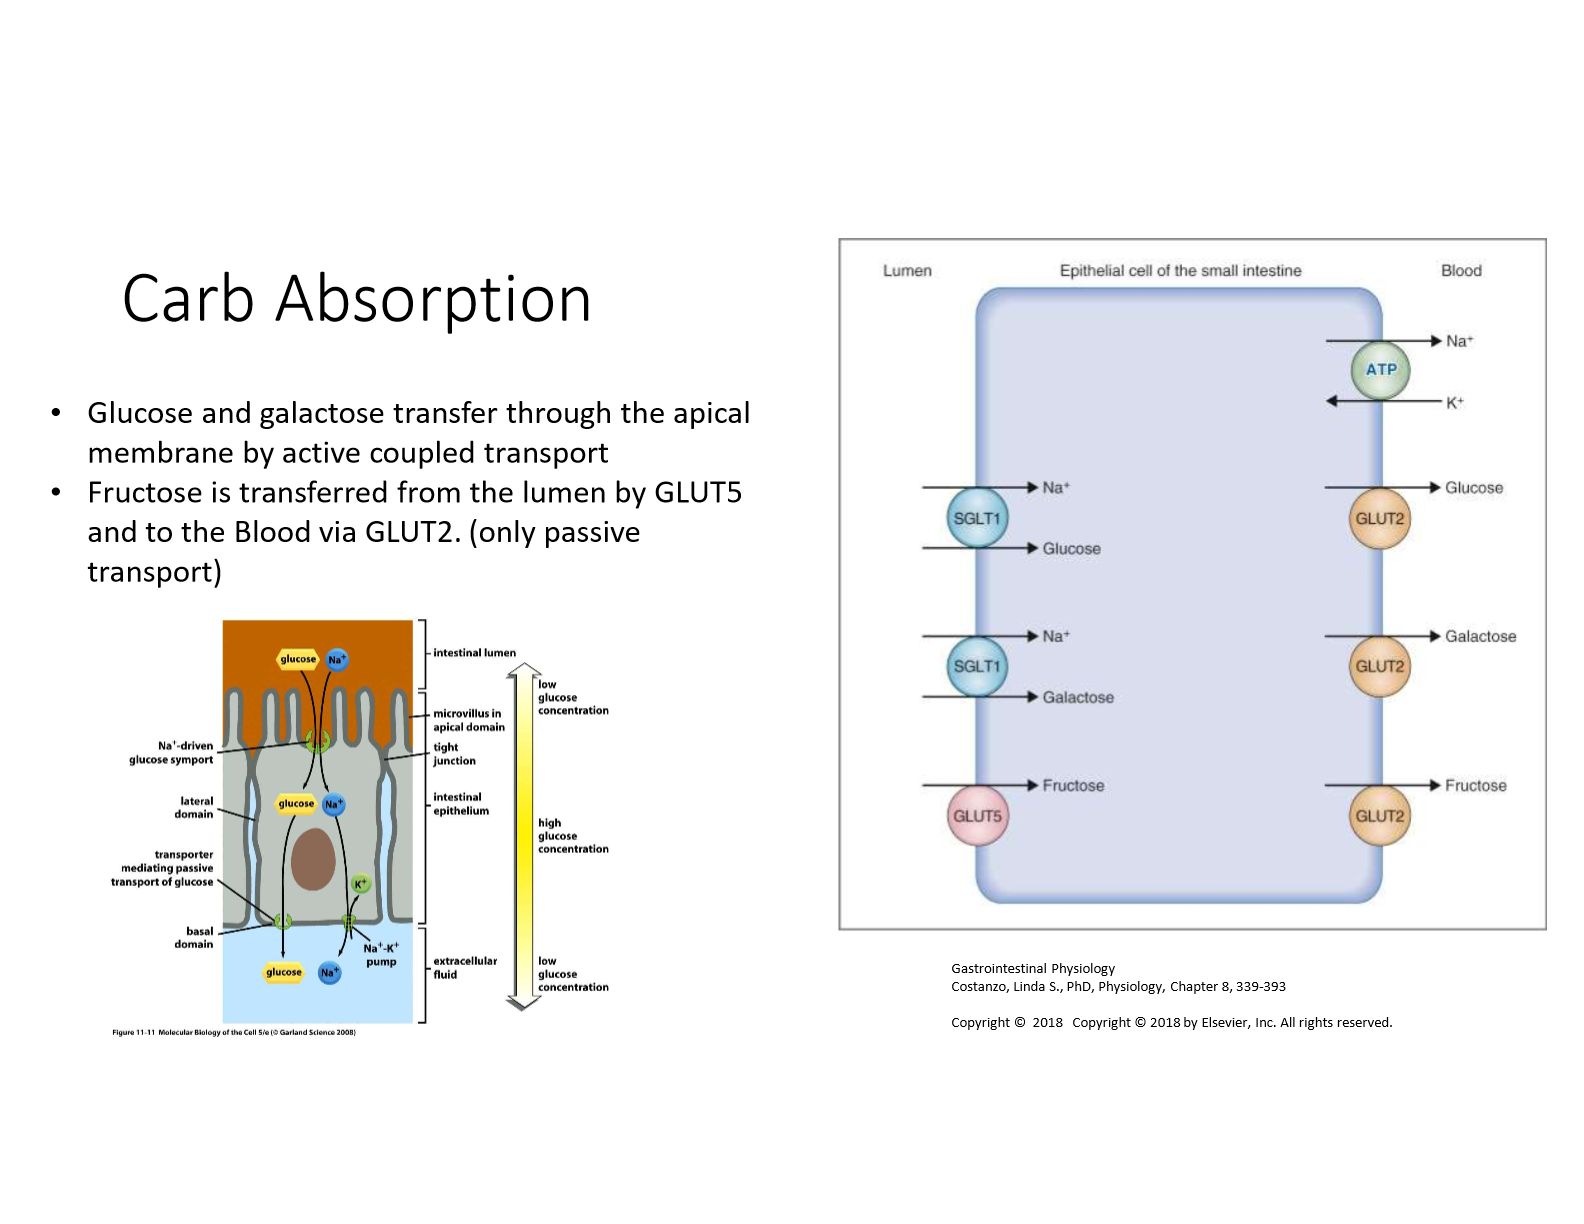 Carb Absorption
• Glucose and galactose transfer through the apical
membrane by active coupled transport
• Fructose is transferred from the lumen by GLUT5
and to the Blood via GLUT2. (only passive
transport)
glucose Na⁺
intestinal lumen
low
glucose
concentration
microvillus in
apical domain
Na⁺-driven
glucose symport
tight
junction
lateral
domain
glucose Na⁺
intestinal
epithelium
high
glucose
concentration
transporter
mediating passive
transport of glucose
K⁺
basal
domain
Na⁺-K⁺
pump
glucose Na⁺
extracellular
fluid
low
glucose
concentration
Figure 11-11 Molecular Biology of the Cell 5/e (© Garland Science 2008)
Lumen Epithelial cell of the small intestine Blood
Na⁺
ATP
K⁺
Na⁺
SGLT1
Glucose
Glucose
GLUT2
Na⁺
SGLT1
Galactose
Galactose
GLUT2
Fructose
GLUT5
Fructose
GLUT2
Gastrointestinal Physiology
Costanzo, Linda S., PhD, Physiology, Chapter 8, 339-393
Copyright © 2018 Copyright © 2018 by Elsevier, Inc. All rights reserved.